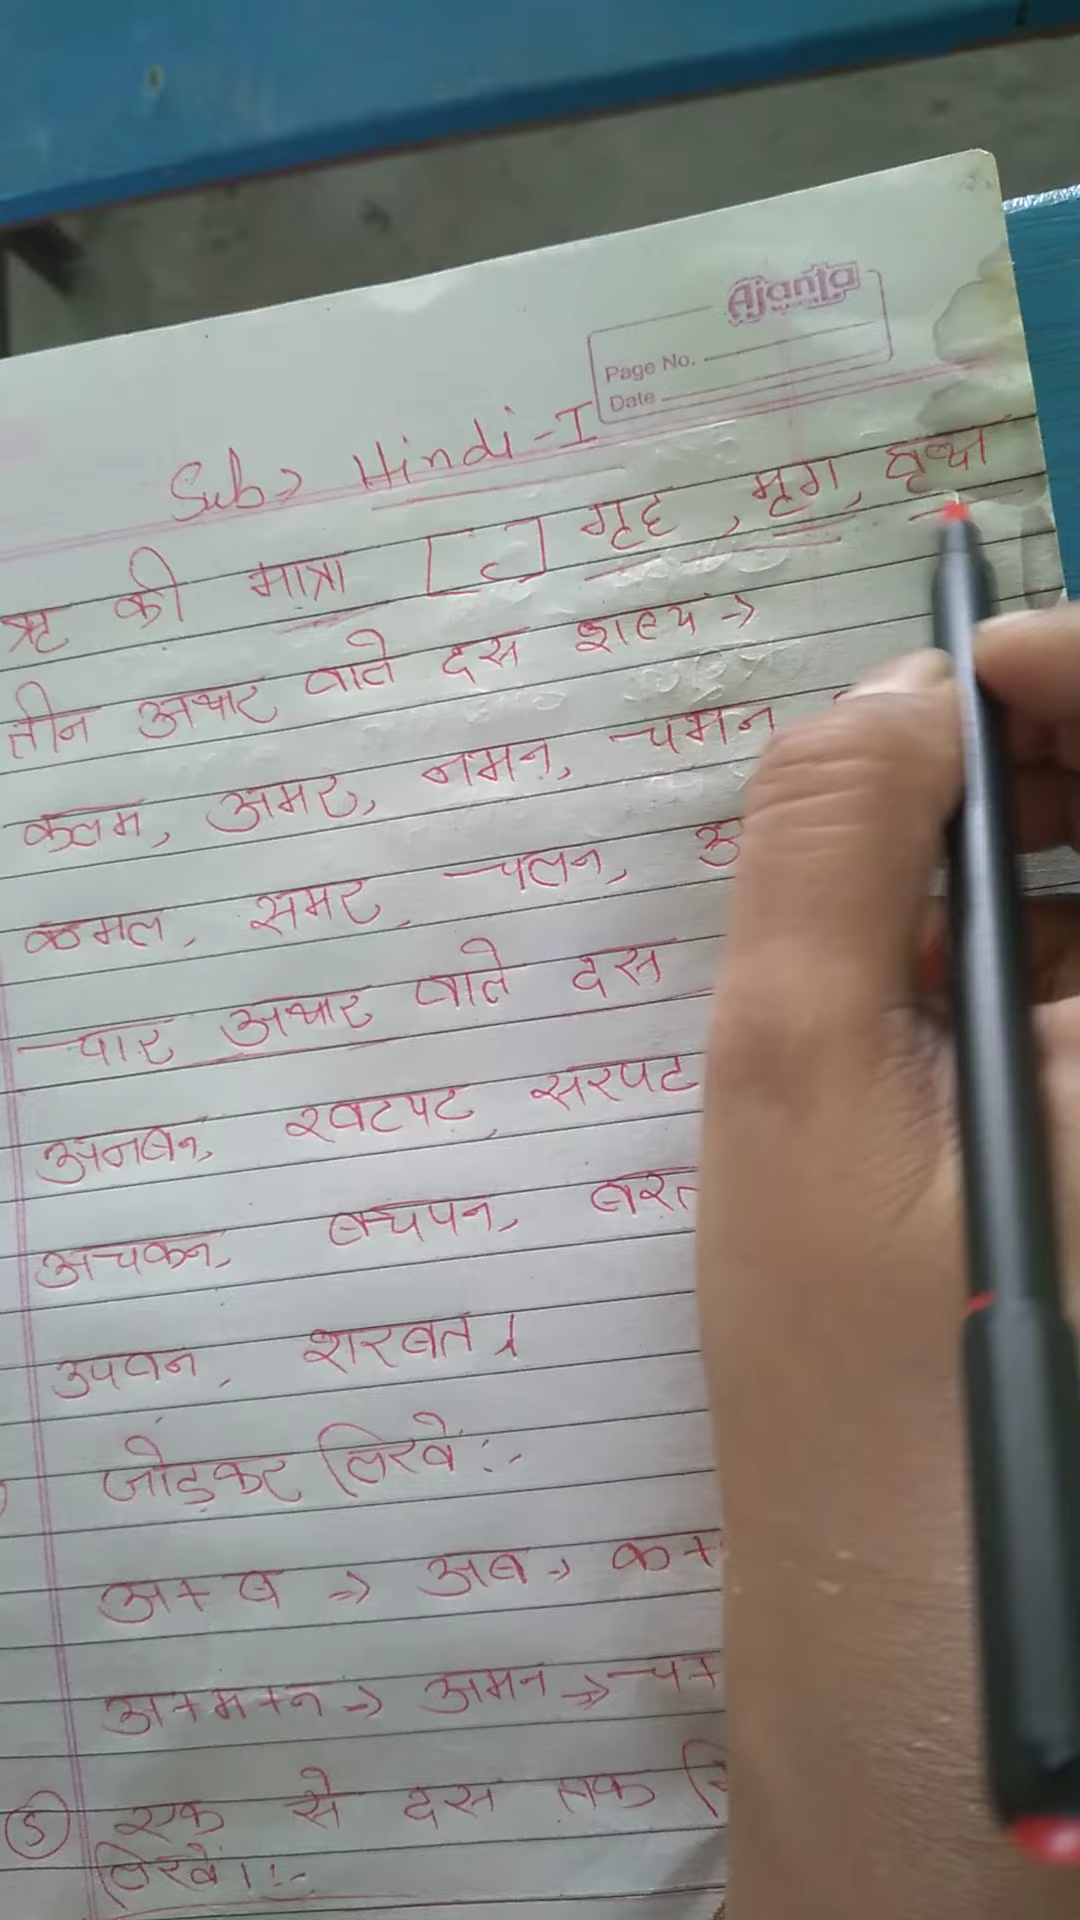 Ajanta
Page No.
Date
Sub> Hindi-I
ऋ की मात्रा [ ृ ] गृह, मृग,
तीन अक्षर वाले दस शब्द →
कलम, अमर, नमन, चमन
कमल, समर, चलन, अ
चार अक्षर वाले दस
अनबन, खटपट, सरपट
अचकन, बचपन, बरत
उपवन, शरबत।
जोड़कर लिखें :-
अ+ब => अब, क+
अ+म+न => अमन => च+
5 एक से दस तक
लिखें। :-